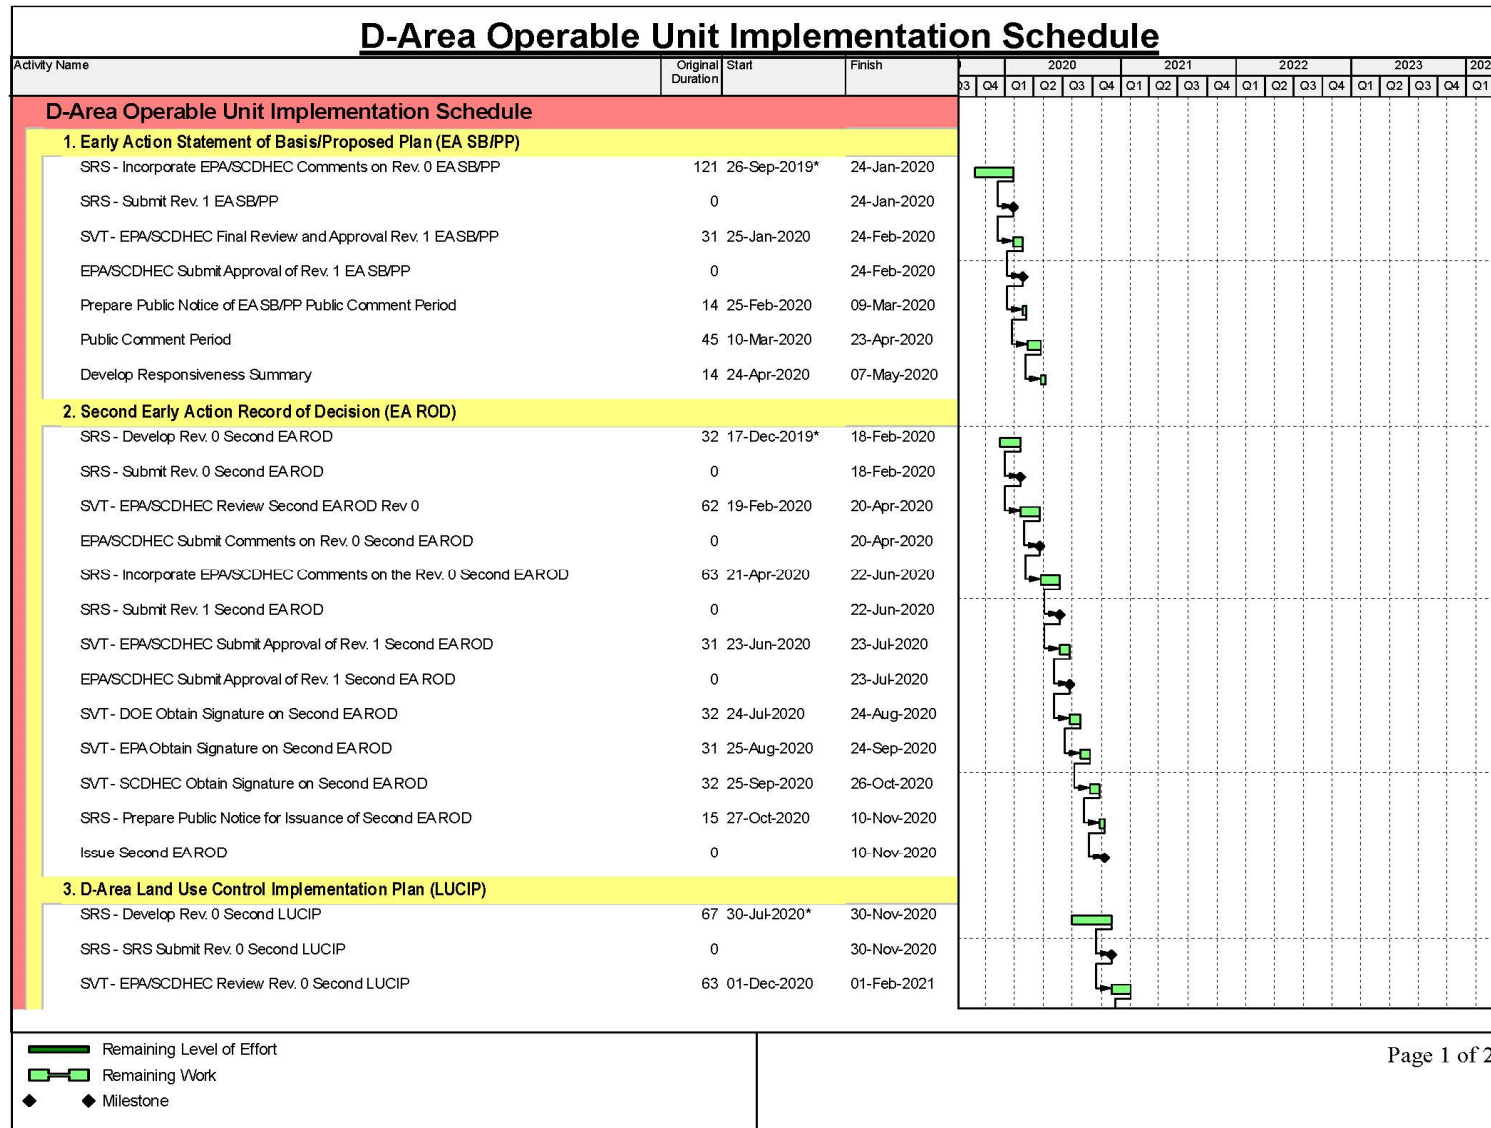 D-Area Operable Unit Implementation Schedule
Activity Name Original Duration Start Finish 2020 2021 2022 2023 202
Q3 Q4 Q1 Q2 Q3 Q4 Q1 Q2 Q3 Q4 Q1 Q2 Q3 Q4 Q1 Q2 Q3 Q4 Q1
D-Area Operable Unit Implementation Schedule
1. Early Action Statement of Basis/Proposed Plan (EA SB/PP)
SRS - Incorporate EPA/SCDHEC Comments on Rev. 0 EA SB/PP 121 26-Sep-2019* 24-Jan-2020
SRS - Submit Rev. 1 EA SB/PP 0 24-Jan-2020
SVT - EPA/SCDHEC Final Review and Approval Rev. 1 EA SB/PP 31 25-Jan-2020 24-Feb-2020
EPA/SCDHEC Submit Approval of Rev. 1 EA SB/PP 0 24-Feb-2020
Prepare Public Notice of EA SB/PP Public Comment Period 14 25-Feb-2020 09-Mar-2020
Public Comment Period 45 10-Mar-2020 23-Apr-2020
Develop Responsiveness Summary 14 24-Apr-2020 07-May-2020
2. Second Early Action Record of Decision (EA ROD)
SRS - Develop Rev. 0 Second EA ROD 32 17-Dec-2019* 18-Feb-2020
SRS - Submit Rev. 0 Second EA ROD 0 18-Feb-2020
SVT - EPA/SCDHEC Review Second EA ROD Rev 0 62 19-Feb-2020 20-Apr-2020
EPA/SCDHEC Submit Comments on Rev. 0 Second EA ROD 0 20-Apr-2020
SRS - Incorporate EPA/SCDHEC Comments on the Rev. 0 Second EA ROD 63 21-Apr-2020 22-Jun-2020
SRS - Submit Rev. 1 Second EA ROD 0 22-Jun-2020
SVT - EPA/SCDHEC Submit Approval of Rev. 1 Second EA ROD 31 23-Jun-2020 23-Jul-2020
EPA/SCDHEC Submit Approval of Rev. 1 Second EA ROD 0 23-Jul-2020
SVT - DOE Obtain Signature on Second EA ROD 32 24-Jul-2020 24-Aug-2020
SVT - EPA Obtain Signature on Second EA ROD 31 25-Aug-2020 24-Sep-2020
SVT - SCDHEC Obtain Signature on Second EA ROD 32 25-Sep-2020 26-Oct-2020
SRS - Prepare Public Notice for Issuance of Second EA ROD 15 27-Oct-2020 10-Nov-2020
Issue Second EA ROD 0 10-Nov-2020
3. D-Area Land Use Control Implementation Plan (LUCIP)
SRS - Develop Rev. 0 Second LUCIP 67 30-Jul-2020* 30-Nov-2020
SRS - SRS Submit Rev. 0 Second LUCIP 0 30-Nov-2020
SVT - EPA/SCDHEC Review Rev. 0 Second LUCIP 63 01-Dec-2020 01-Feb-2021
Remaining Level of Effort
Remaining Work
Milestone
Page 1 of 2